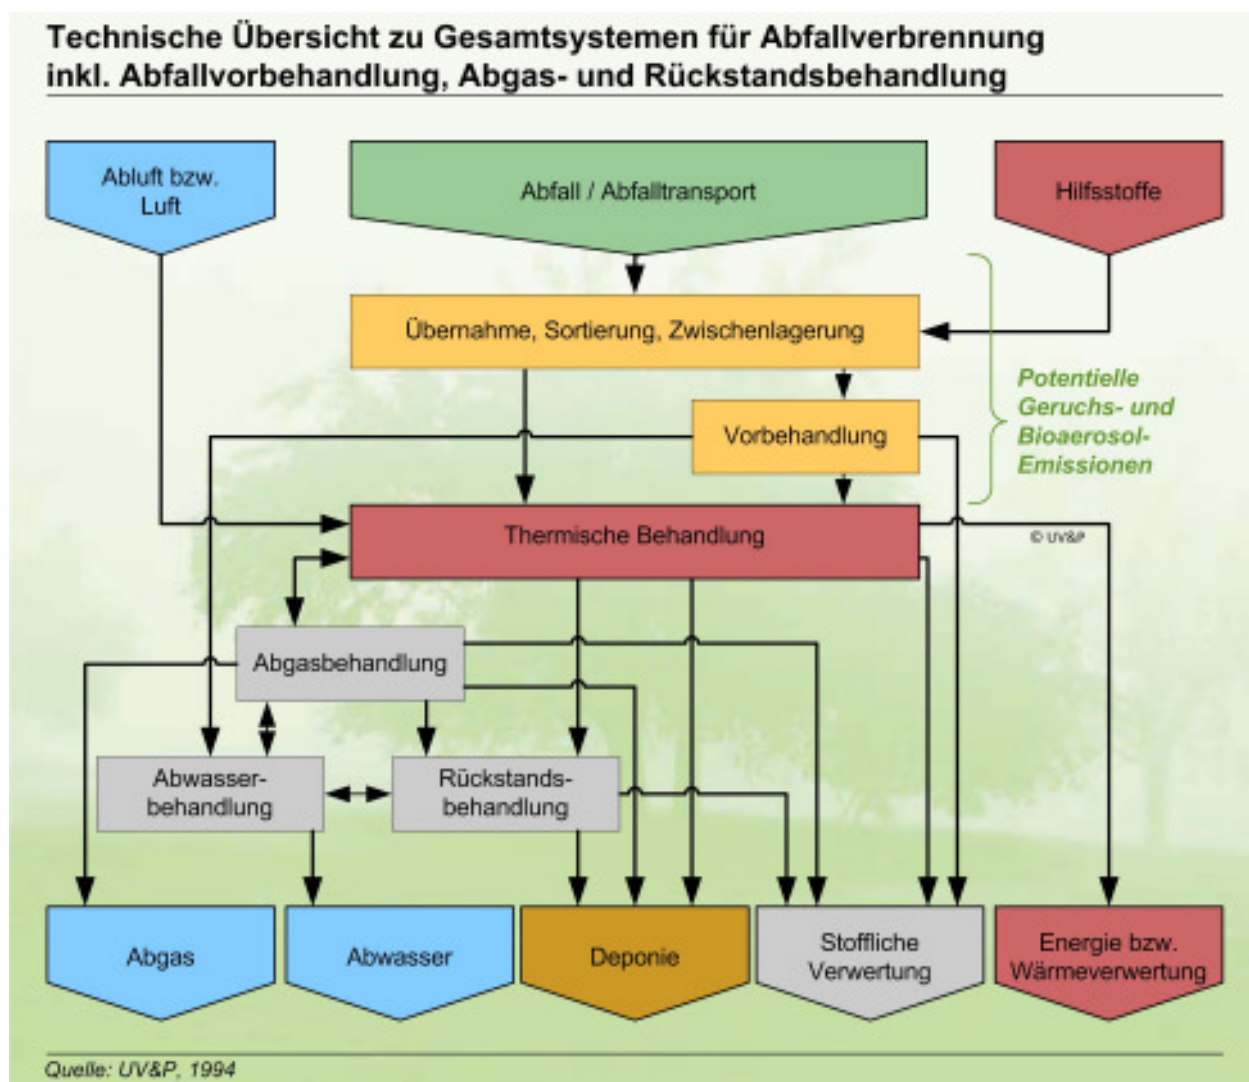 Technische Übersicht zu Gesamtsystemen für Abfallverbrennung
inkl. Abfallvorbehandlung, Abgas- und Rückstandsbehandlung
Abluft bzw.
Luft
Abfall / Abfalltransport
Hilfsstoffe
Übernahme, Sortierung, Zwischenlagerung
Potentielle
Geruchs- und
Bioaerosol-
Emissionen
Vorbehandlung
Thermische Behandlung
© UV&P
Abgasbehandlung
Abwasser-
behandlung
Rückstands-
behandlung
Abgas
Abwasser
Deponie
Stoffliche
Verwertung
Energie bzw.
Wärmeverwertung
Quelle: UV&P, 1994